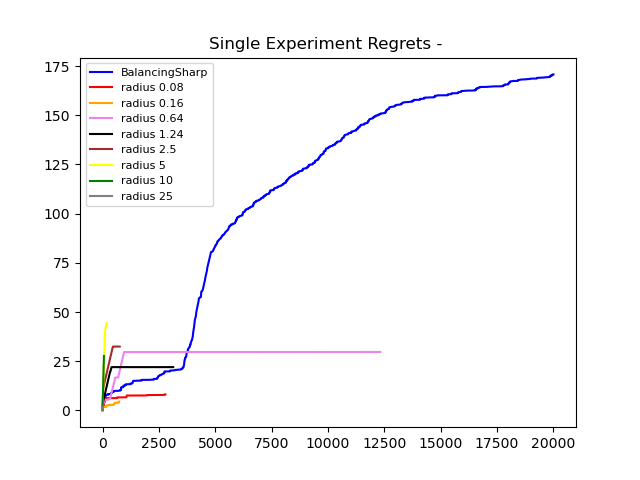 Single Experiment Regrets -
175
150
125
100
75
50
25
0
BalancingSharp
radius 0.08
radius 0.16
radius 0.64
radius 1.24
radius 2.5
radius 5
radius 10
radius 25
0 2500 5000 7500 10000 12500 15000 17500 20000